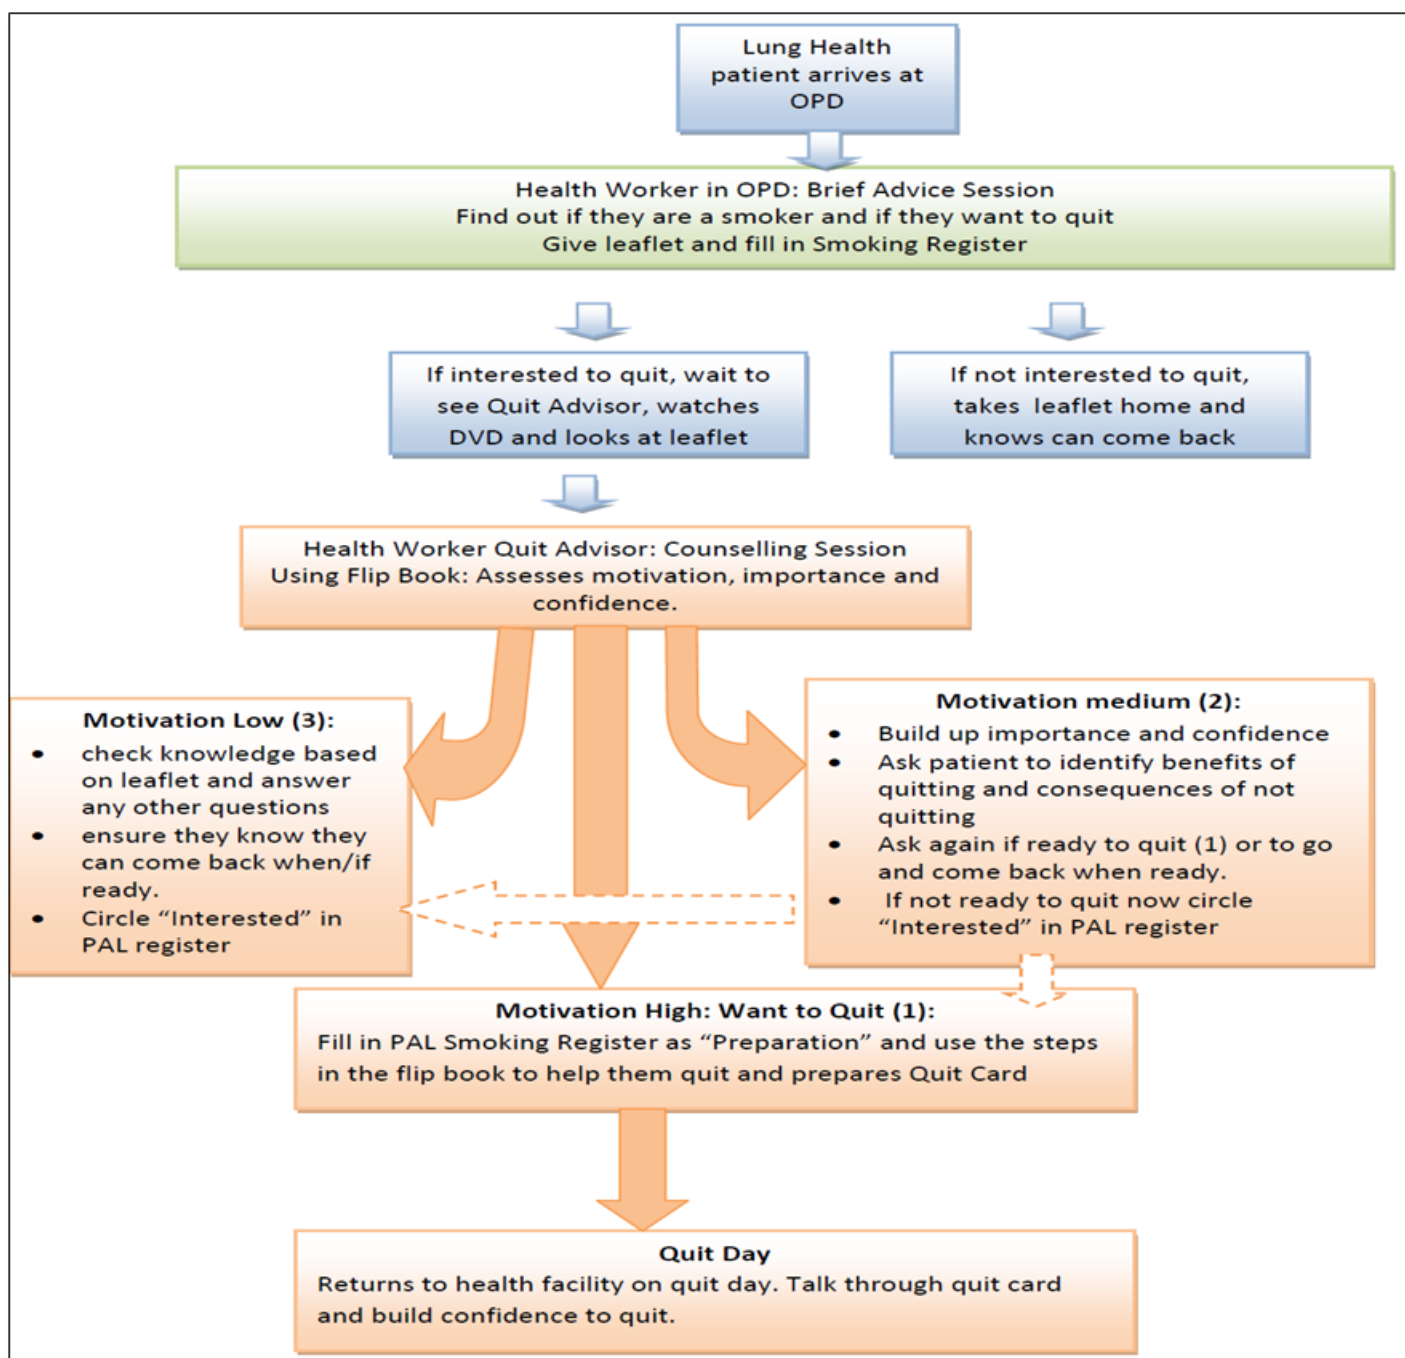 Lung Health
patient arrives at
OPD
Health Worker in OPD: Brief Advice Session
Find out if they are a smoker and if they want to quit
Give leaflet and fill in Smoking Register
If interested to quit, wait to
see Quit Advisor, watches
DVD and looks at leaflet
If not interested to quit,
takes leaflet home and
knows can come back
Health Worker Quit Advisor: Counselling Session
Using Flip Book: Assesses motivation, importance and
confidence.
Motivation Low (3):
• check knowledge based
on leaflet and answer
any other questions
• ensure they know they
can come back when/if
ready.
• Circle “Interested” in
PAL register
Motivation medium (2):
• Build up importance and confidence
• Ask patient to identify benefits of
quitting and consequences of not
quitting
• Ask again if ready to quit (1) or to go
and come back when ready.
• If not ready to quit now circle
“Interested” in PAL register
Motivation High: Want to Quit (1):
Fill in PAL Smoking Register as “Preparation” and use the steps
in the flip book to help them quit and prepares Quit Card
Quit Day
Returns to health facility on quit day. Talk through quit card
and build confidence to quit.